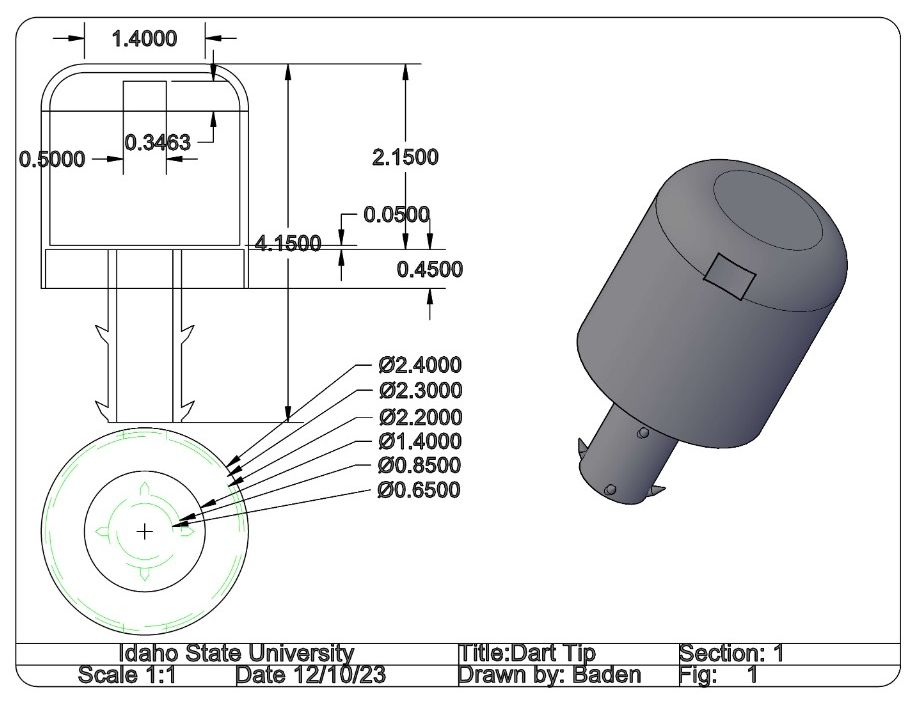 1.4000
0.3463
0.5000
2.1500
0.0500
4.1500
0.4500
Ø2.4000
Ø2.3000
Ø2.2000
Ø1.4000
Ø0.8500
Ø0.6500
Idaho State University Title:Dart Tip Section: 1
Scale 1:1 Date 12/10/23 Drawn by: Baden Fig: 1